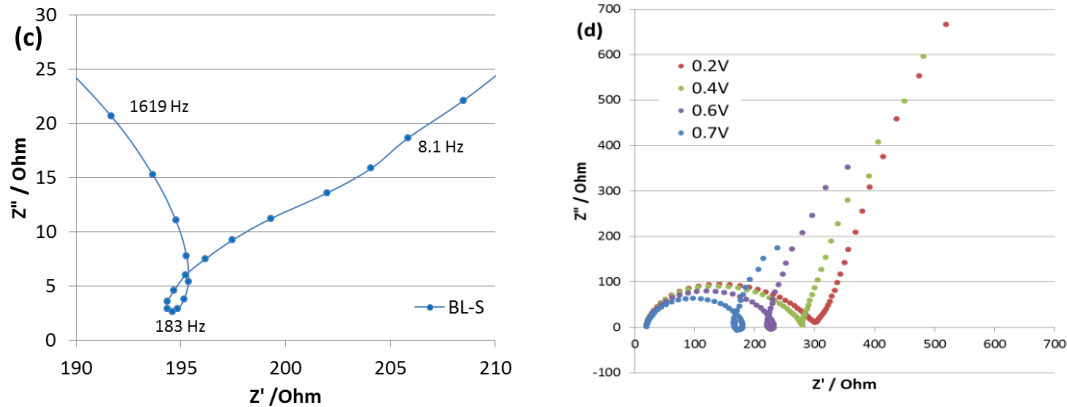 (c)
30
25
20
15
10
5
0
190
195
200
205
210
Z'' / Ohm
Z' /Ohm
1619 Hz
8.1 Hz
183 Hz
BL-S
(d)
700
600
500
400
300
200
100
0
-100
0
100
200
300
400
500
600
700
Z'' / Ohm
Z' / Ohm
0.2V
0.4V
0.6V
0.7V